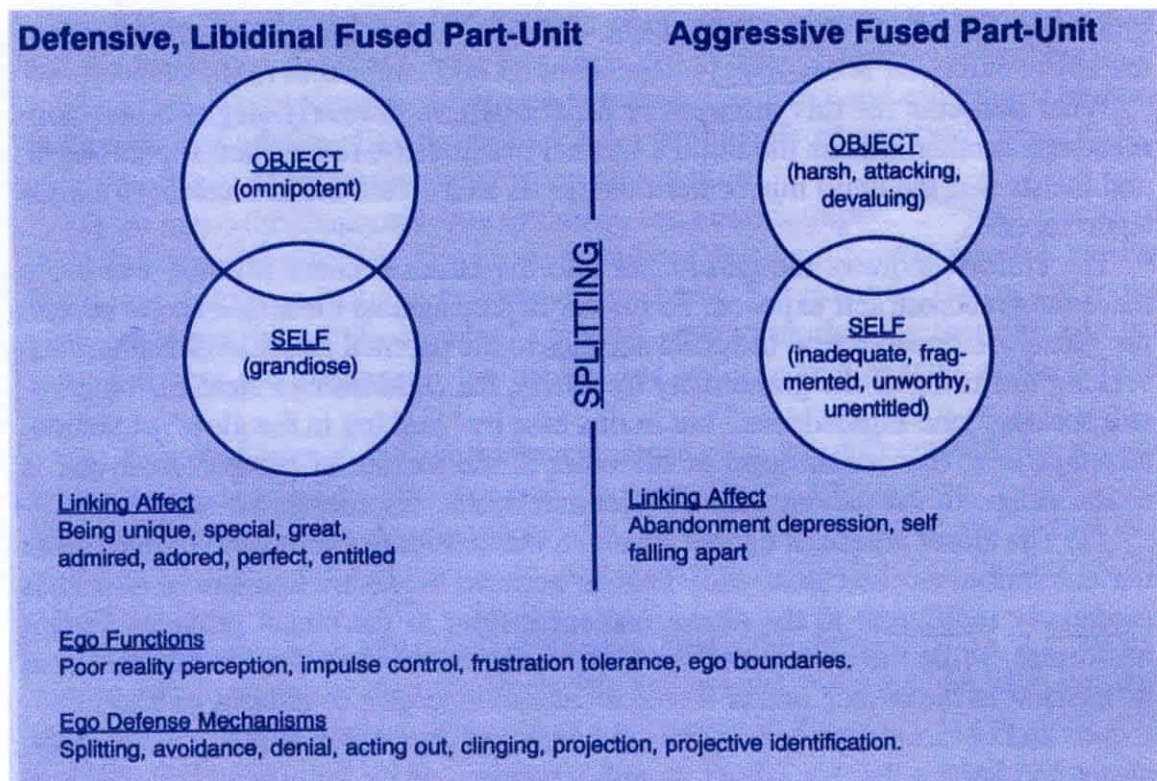 Defensive, Libidinal Fused Part-Unit
OBJECT
(omnipotent)
SELF
(grandiose)
Linking Affect
Being unique, special, great,
admired, adored, perfect, entitled
SPLITTING
Aggressive Fused Part-Unit
OBJECT
(harsh, attacking,
devaluing)
SELF
(inadequate, frag-
mented, unworthy,
unentitled)
Linking Affect
Abandonment depression, self
falling apart
Ego Functions
Poor reality perception, impulse control, frustration tolerance, ego boundaries.
Ego Defense Mechanisms
Splitting, avoidance, denial, acting out, clinging, projection, projective identification.